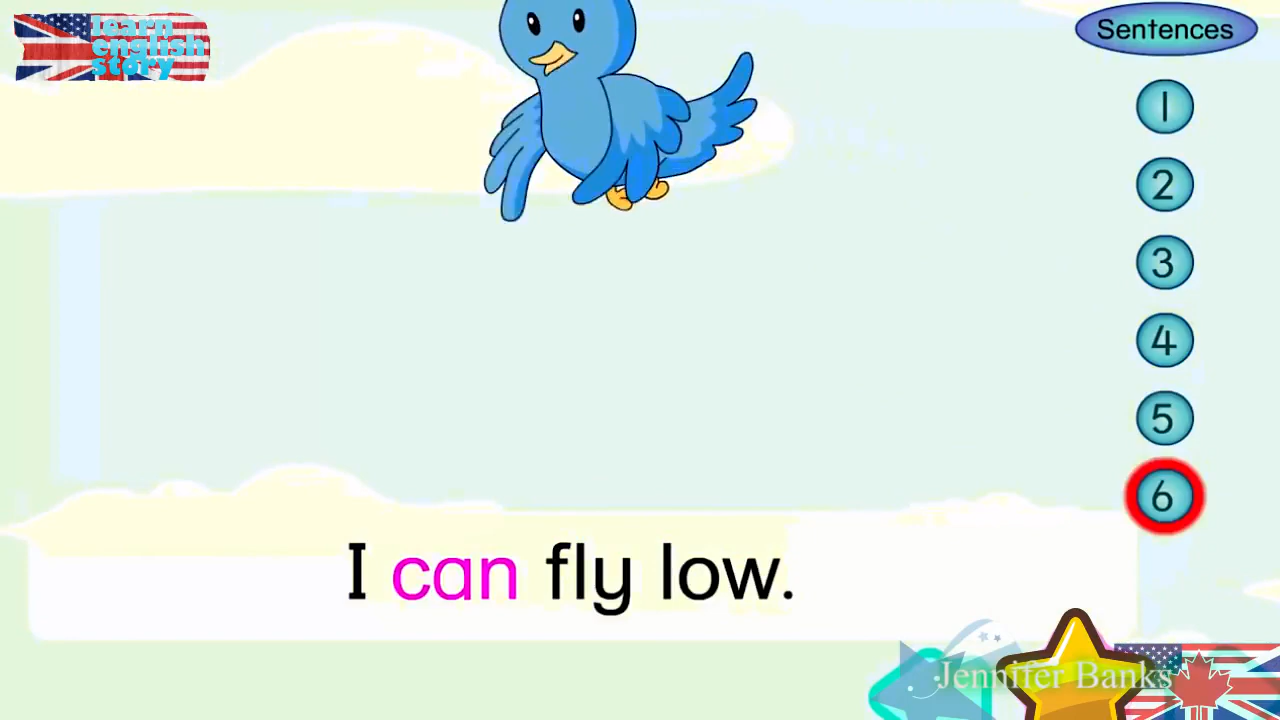 learn
english
story
Sentences
1
2
3
4
5
6
I can fly low.
Jennifer Banks